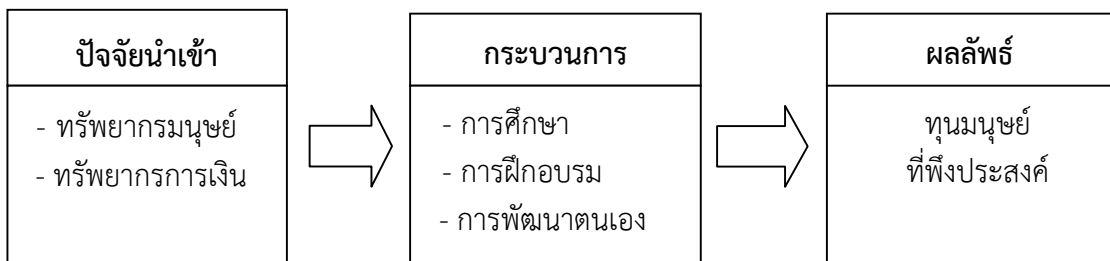 ปัจจัยนำเข้า
- ทรัพยากรมนุษย์
- ทรัพยากรการเงิน
กระบวนการ
- การศึกษา
- การฝึกอบรม
- การพัฒนาตนเอง
ผลลัพธ์
ทุนมนุษย์
ที่พึงประสงค์